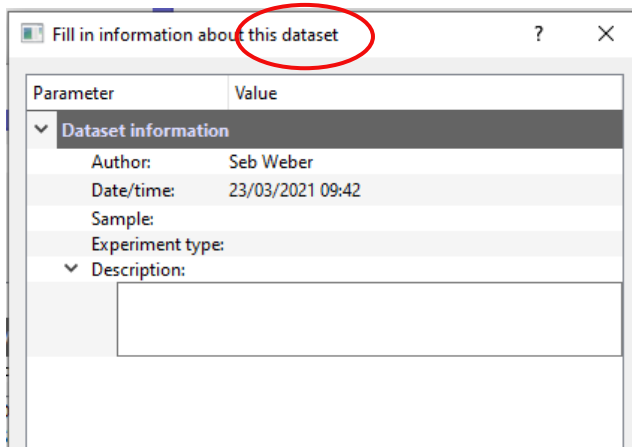 Fill in information about this dataset ?
Parameter Value
Dataset information
Author: Seb Weber
Date/time: 23/03/2021 09:42
Sample:
Experiment type:
Description: